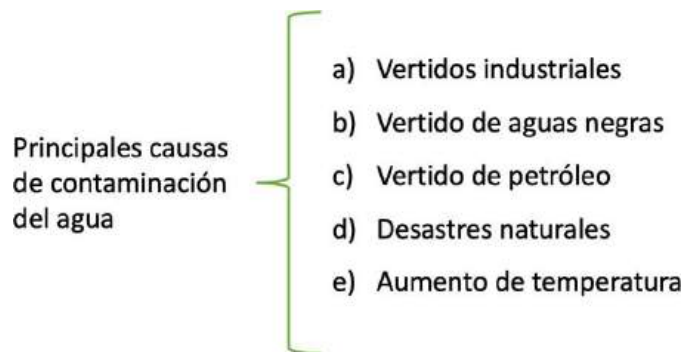 Principales causas
de contaminación
del agua
a) Vertidos industriales
b) Vertido de aguas negras
c) Vertido de petróleo
d) Desastres naturales
e) Aumento de temperatura